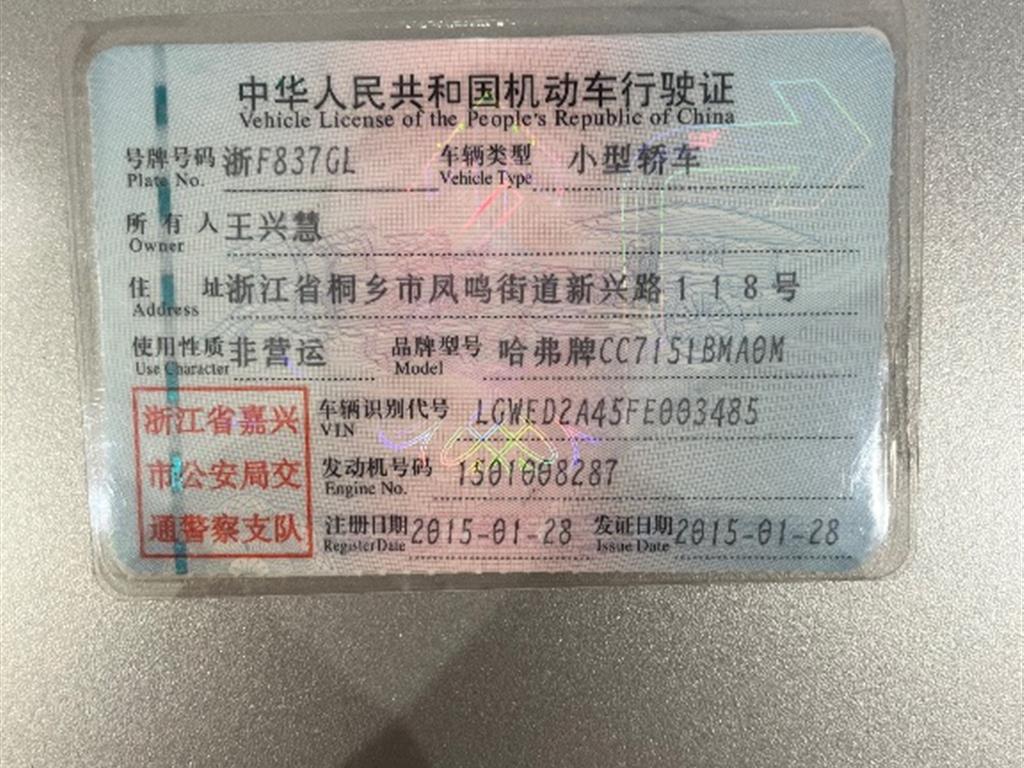 中华人民共和国机动车行驶证
Vehicle License of the People's Republic of China
号牌号码 浙F837GL 车辆类型 小型轿车
Plate No. Vehicle Type
所有人 王兴慧
Owner
住址 浙江省桐乡市凤鸣街道新兴路118号
Address
使用性质 非营运 品牌型号 哈弗牌CC7151BMA0M
Use Character Model
浙江省嘉兴
市公安局交
通警察支队
车辆识别代号 LGWED2A45FE003485
VIN
发动机号码 1501008287
Engine No.
注册日期 2015-01-28 发证日期 2015-01-28
Register Date Issue Date